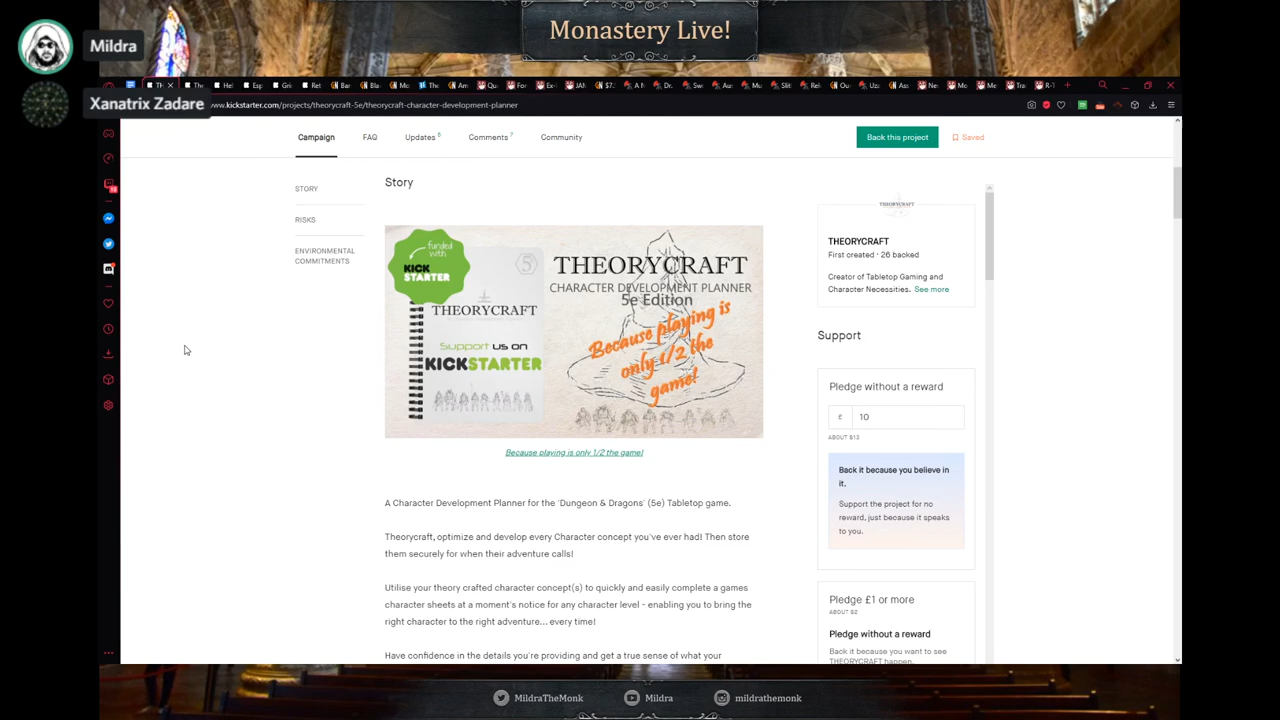 Monastery Live!
Mildra
Xanatrix Zadare
www.kickstarter.com/projects/theorycraft-5e/theorycraft-character-development-planner
Campaign
FAQ
Updates 6
Comments 7
Community
Back this project
Saved
STORY
RISKS
ENVIRONMENTAL
COMMITMENTS
Story
funded
with
KICK
STARTER
THEORYCRAFT
Support us on
KICKSTARTER
THEORYCRAFT
CHARACTER DEVELOPMENT PLANNER
5e Edition
Because playing is
only 1/2 the
game!
Because playing is only 1/2 the game!
A Character Development Planner for the 'Dungeon & Dragons' (5e) Tabletop game.
Theorycraft, optimize and develop every Character concept you've ever had! Then store
them securely for when their adventure calls!
Utilise your theory crafted character concept(s) to quickly and easily complete a games
character sheets at a moment's notice for any character level - enabling you to bring the
right character to the right adventure... every time!
Have confidence in the details you're providing and get a true sense of what your
THEORYCRAFT
THEORYCRAFT
First created · 26 backed
Creator of Tabletop Gaming and
Character Necessities. See more
Support
Pledge without a reward
£ 10
ABOUT $13
Back it because you believe in
it.
Support the project for no
reward, just because it speaks
to you.
Pledge £1 or more
ABOUT $2
Pledge without a reward
Back it because you want to see
THEORYCRAFT happen.
MildraTheMonk
Mildra
mildrathemonk